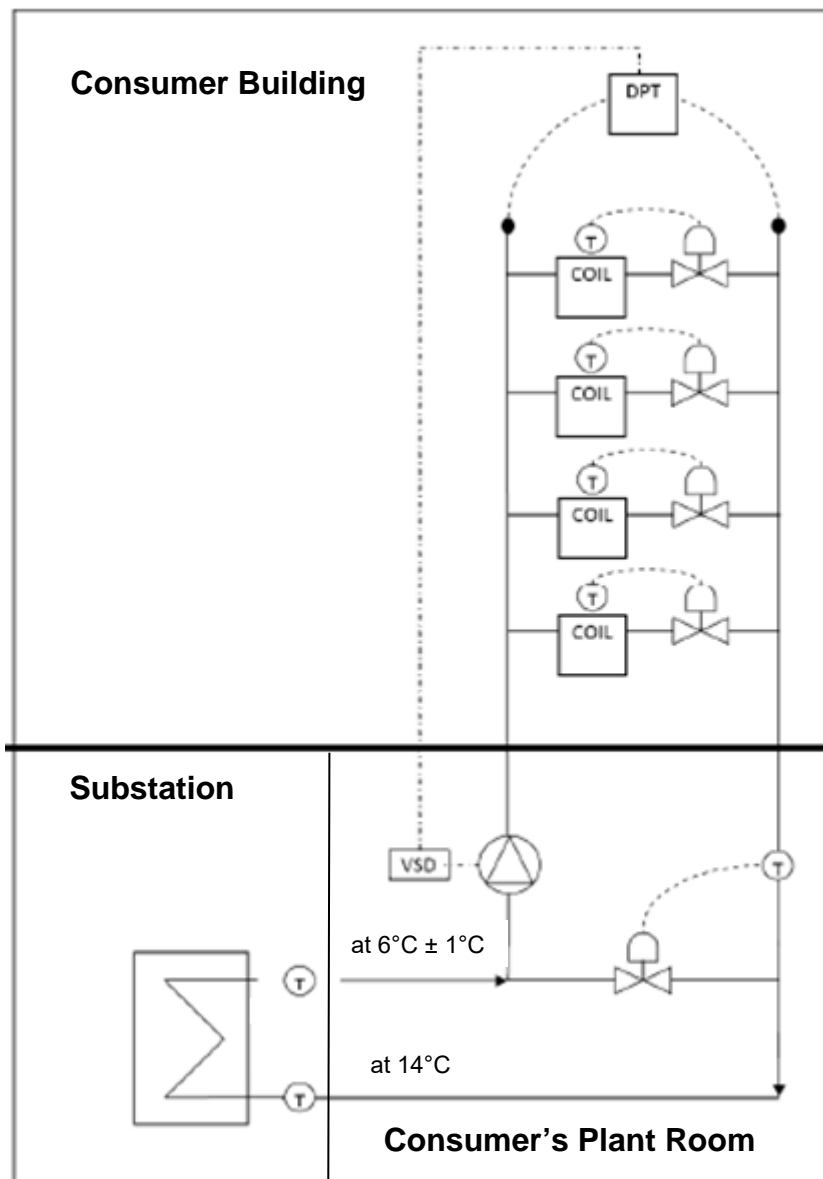 Consumer Building
DPT
T
COIL
T
COIL
T
COIL
T
COIL
Substation
VSD
T
at 6°C ± 1°C
T
at 14°C
T
Consumer's Plant Room